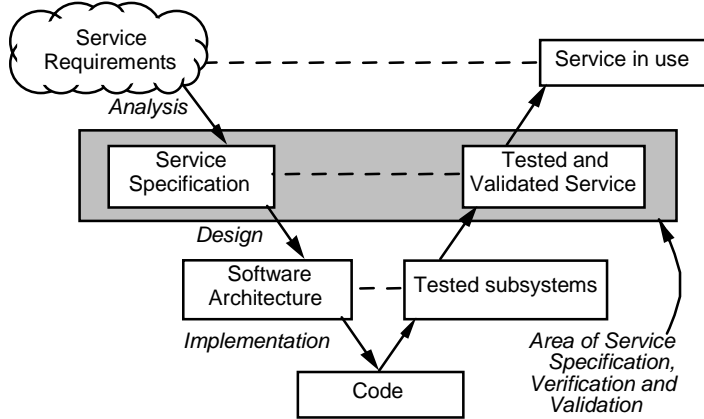 Service
Requirements
Service in use
Analysis
Service
Specification
Tested and
Validated Service
Design
Software
Architecture
Tested subsystems
Implementation
Area of Service
Specification,
Verification and
Validation
Code